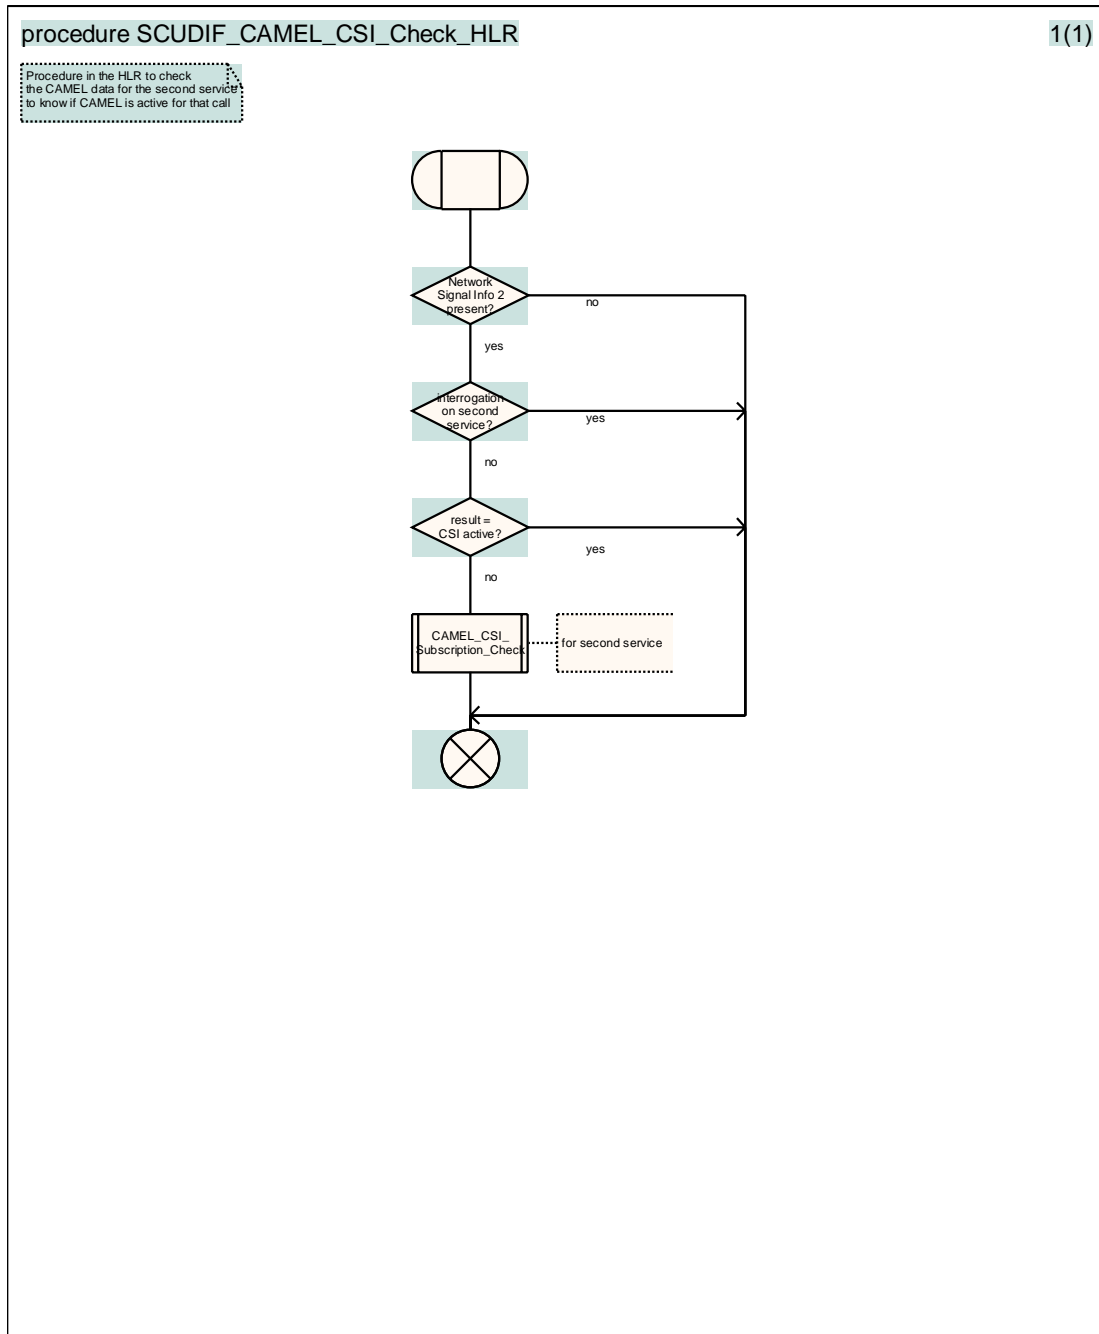 procedure SCUDIF_CAMEL_CSI_Check_HLR
1(1)
Procedure in the HLR to check
the CAMEL data for the second service
to know if CAMEL is active for that call
Network
Signal Info 2
present?
no
yes
interrogation
on second
service?
yes
no
result =
CSI active?
yes
no
CAMEL_CSI_
Subscription_Check
for second service